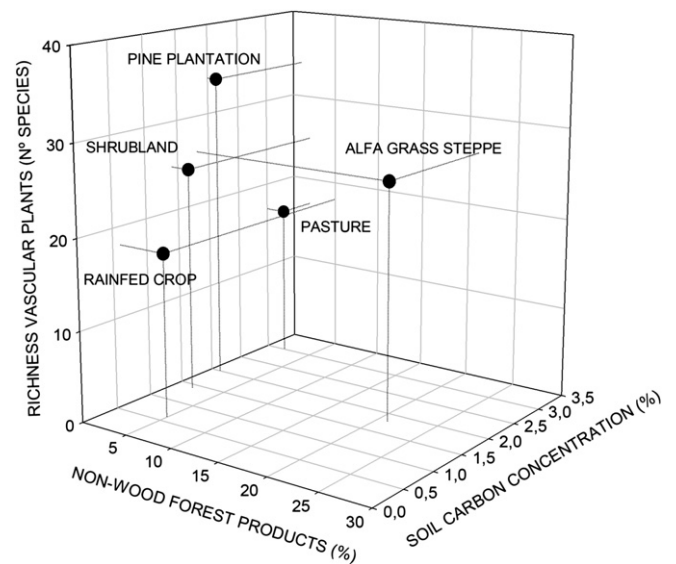 40
PINE PLANTATION
30
SHRUBLAND
ALFA GRASS STEPPE
20
PASTURE
RAINFED CROP
10
0
RICHNESS VASCULAR PLANTS (Nº SPECIES)
5
10
15
20
25
30
NON-WOOD FOREST PRODUCTS (%)
0,0
0,5
1,0
1,5
2,0
2,5
3,0
3,5
SOIL CARBON CONCENTRATION (%)